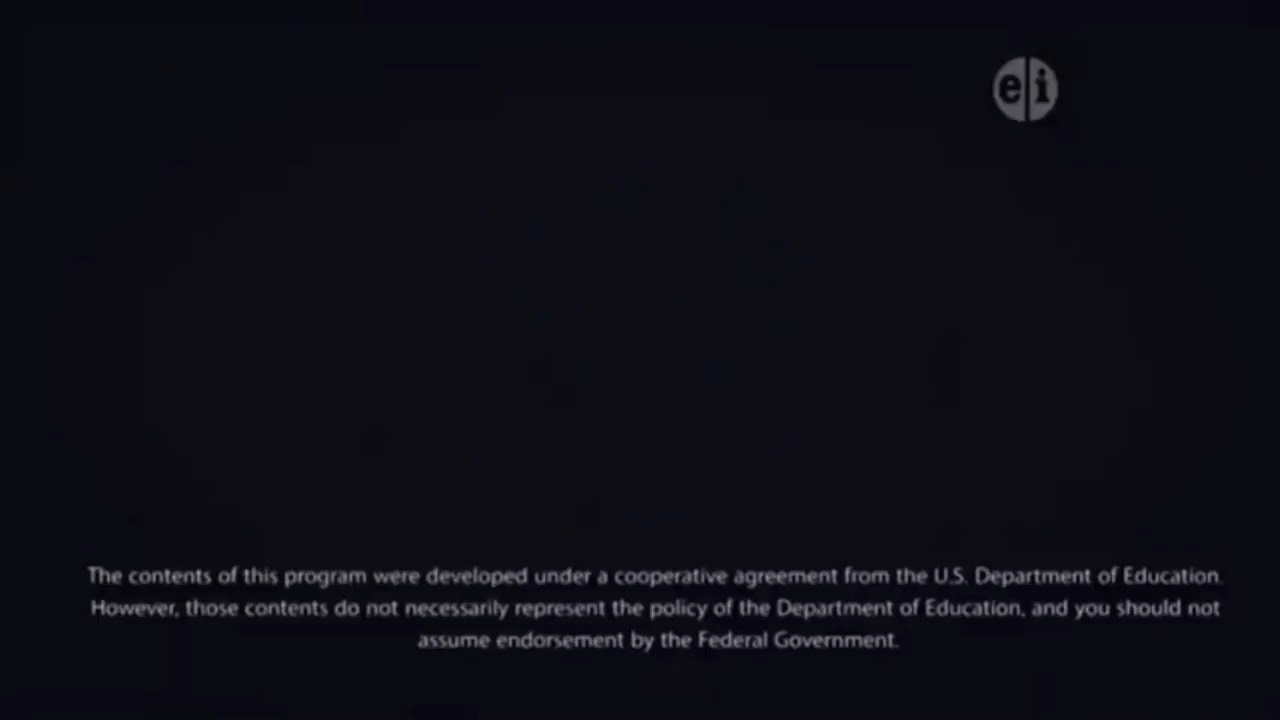 ei
The contents of this program were developed under a cooperative agreement from the U.S. Department of Education.
However, those contents do not necessarily represent the policy of the Department of Education, and you should not
assume endorsement by the Federal Government.